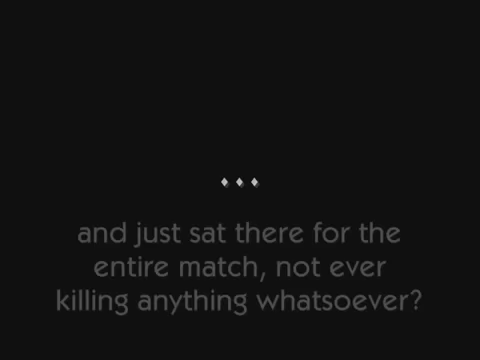 ...
and just sat there for the
entire match, not ever
killing anything whatsoever?